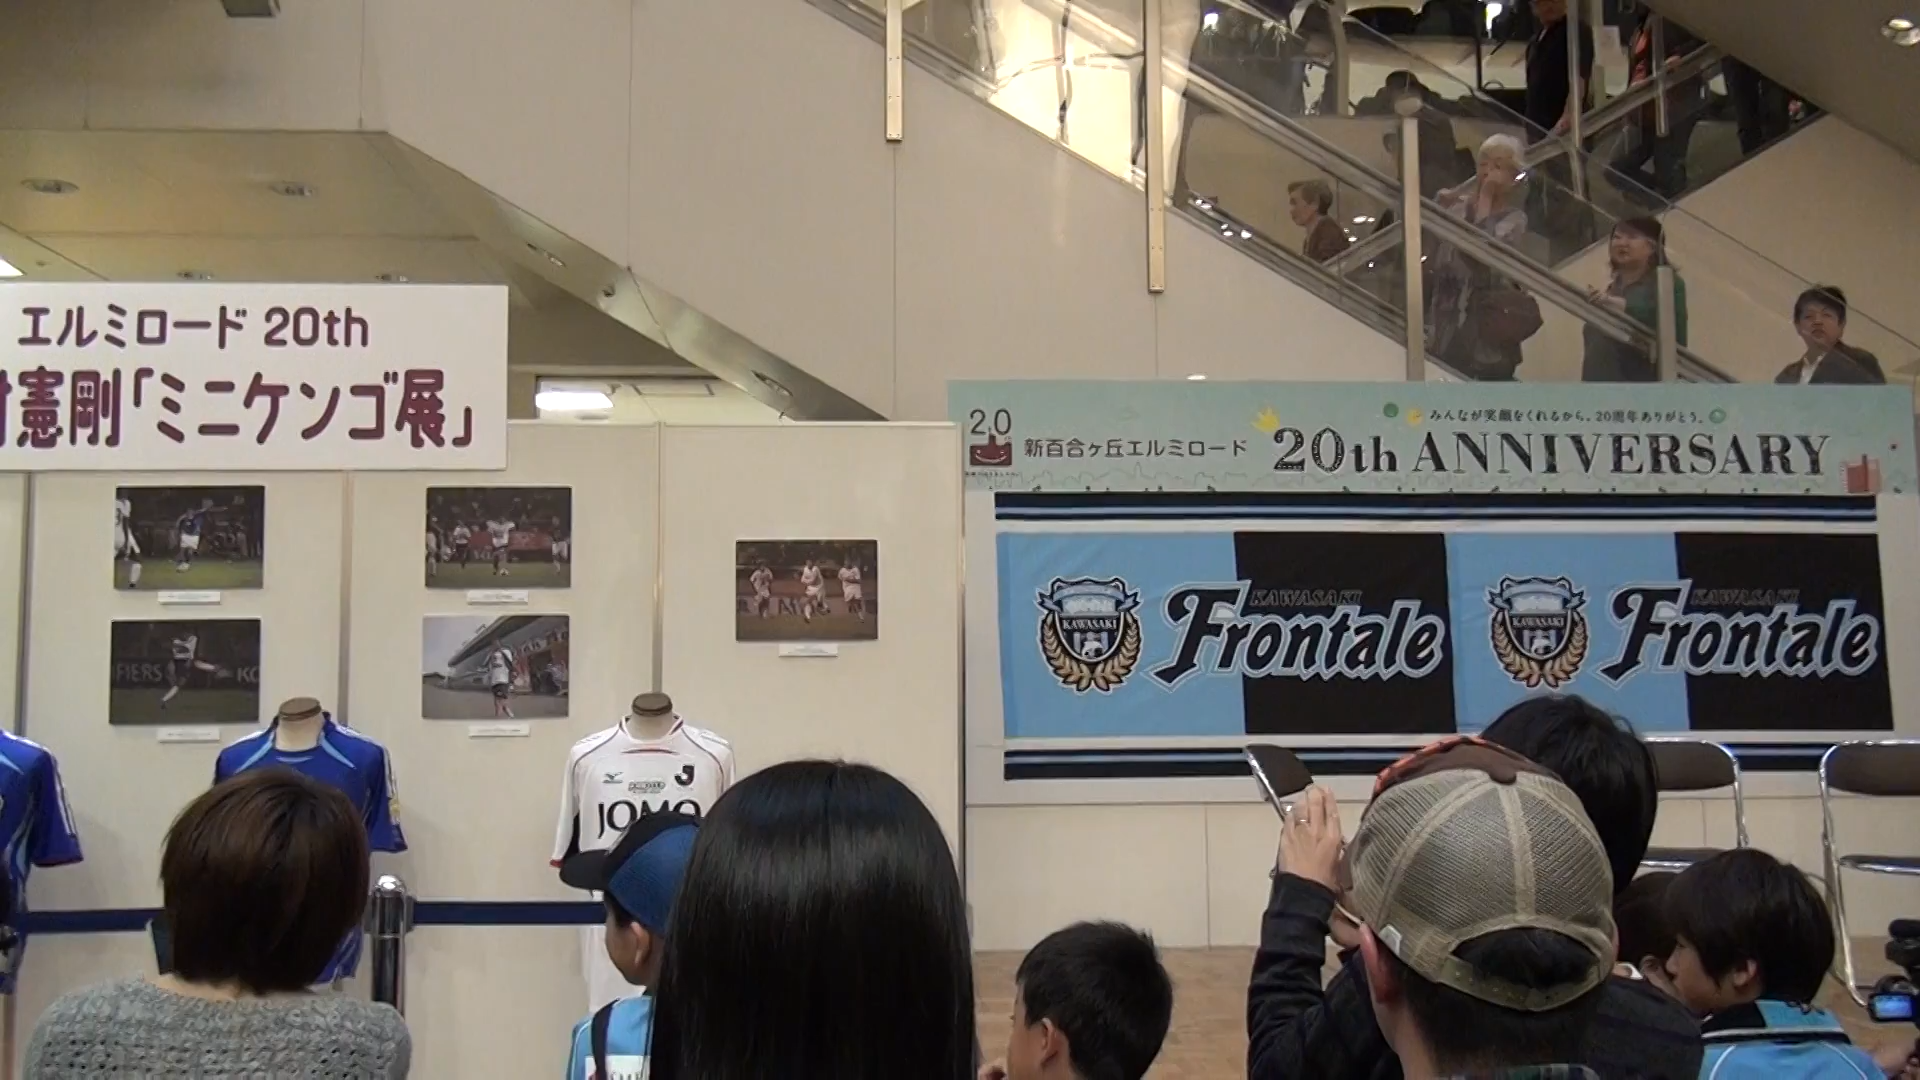 エルミロード 20th
憲剛「ミニケンゴ展」
20
新百合ヶ丘エルミロード
みんなが笑顔をくれるから、20周年ありがとう。
20th ANNIVERSARY
KAWASAKI
KAWASAKI
Frontale
KAWASAKI
KAWASAKI
Frontale
J
JOMO